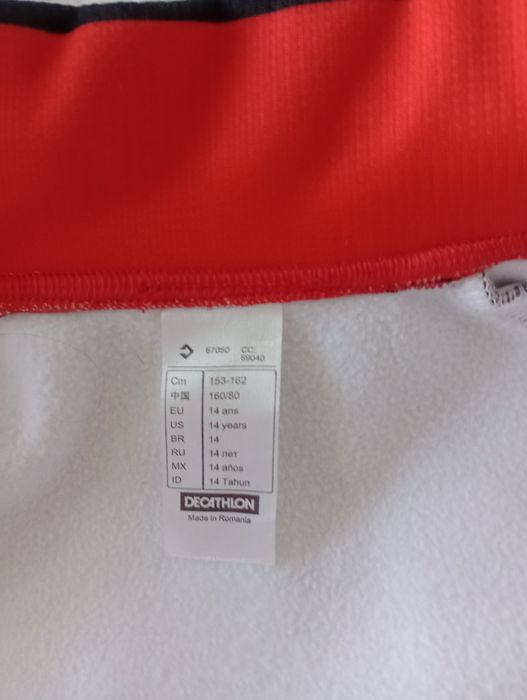 67050 CC:
89040
Cm 153-162
中国 160/80
EU 14 ans
US 14 years
BR 14
RU 14 лет
MX 14 años
ID 14 Tahun
DECATHLON
Made in Romania